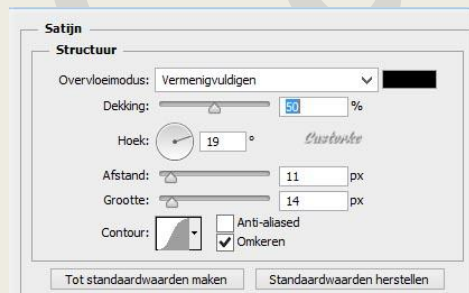 Satijn
Structuur
Overvloeimodus: Vermenigvuldigen
Dekking: 50 %
Hoek: 19 °
Custonke
Afstand: 11 px
Grootte: 14 px
Contour: Anti-aliased
Omkeren
Tot standaardwaarden maken Standaardwaarden herstellen